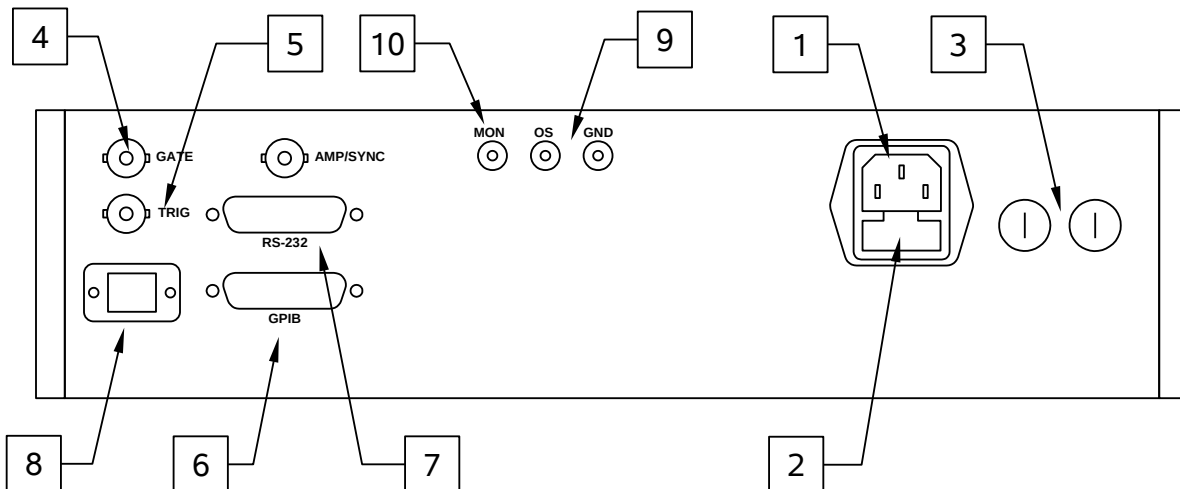 4
5
10
9
1
3
MON
OS
GND
GATE
AMP/SYNC
TRIG
RS-232
GPIB
8
6
7
2